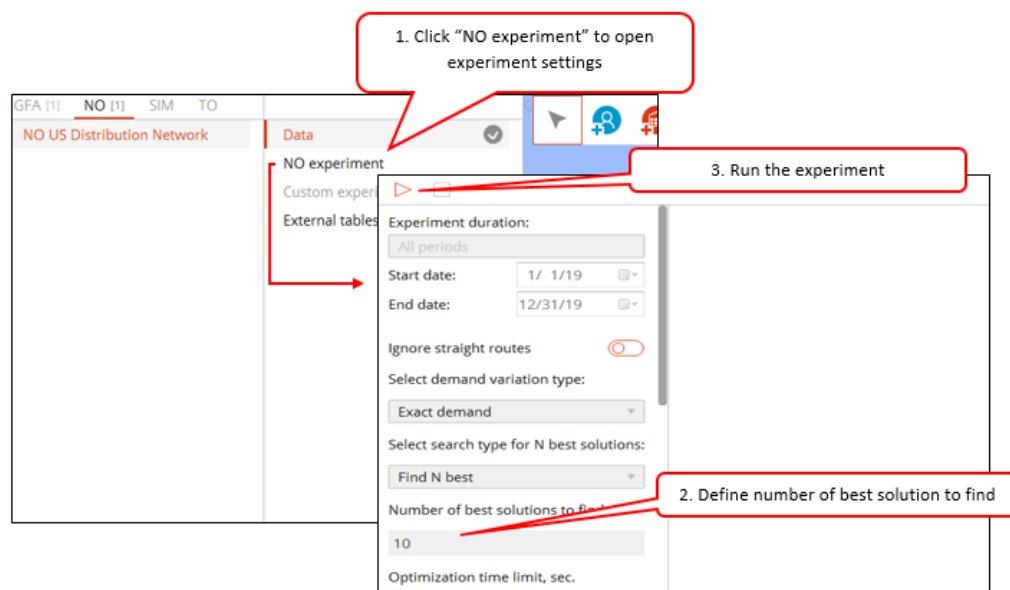 1. Click “NO experiment” to open
experiment settings
GFA [1] NO [1] SIM TO
NO US Distribution Network
Data
NO experiment
3. Run the experiment
Custom experi
External tables
Experiment duration:
All periods
Start date: 1/ 1/19
End date: 12/31/19
Ignore straight routes
Select demand variation type:
Exact demand
Select search type for N best solutions:
Find N best
2. Define number of best solution to find
Number of best solutions to find
10
Optimization time limit, sec.